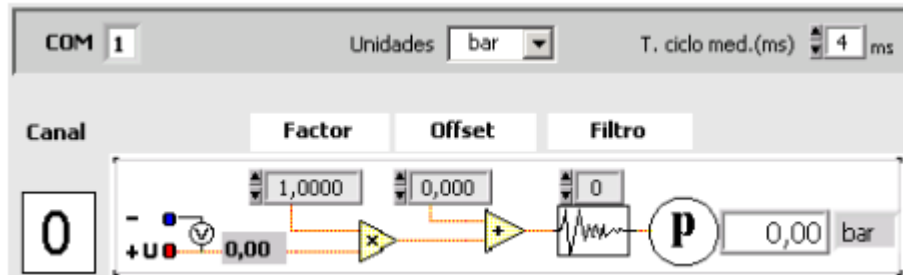 COM 1 Unidades bar T. ciclo med.(ms) 4 ms
Canal Factor Offset Filtro
1,0000 0,000 0
0 - + U 0,00 x + p 0,00 bar